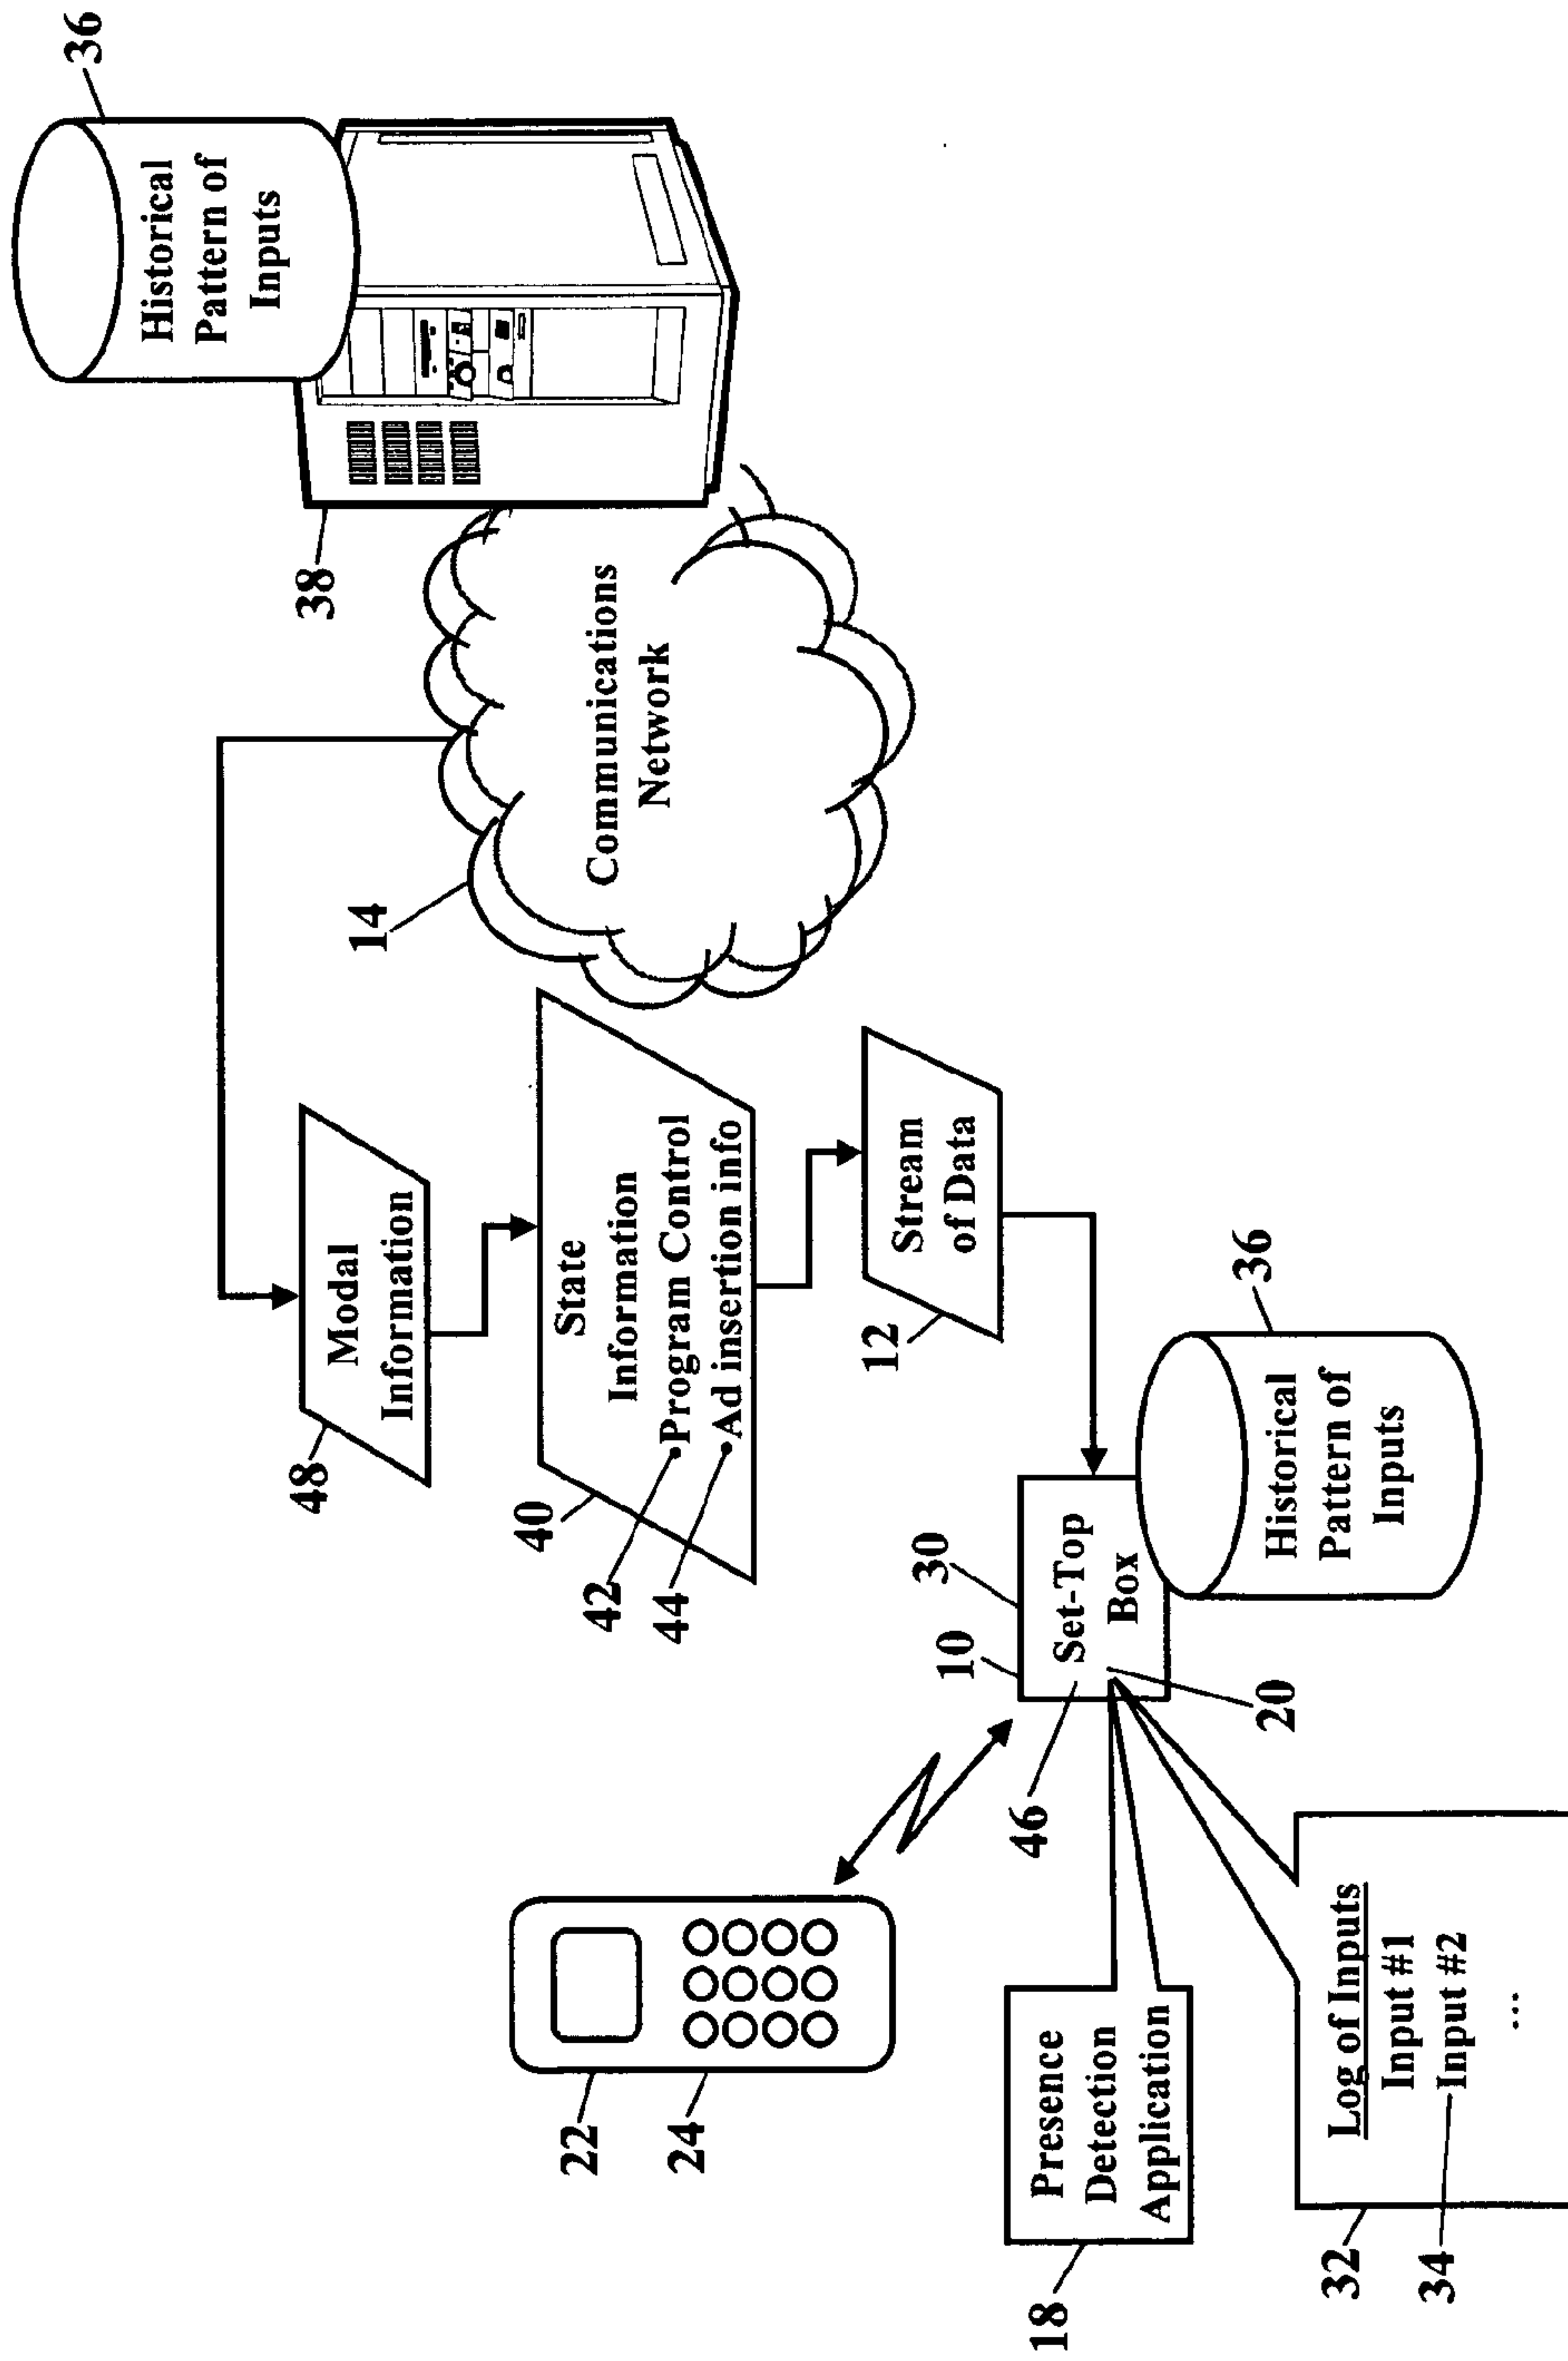 36
Historical
Pattern of
Inputs
38
14
Communications
Network
48
Modal
Information
40
State
Information
42
•Program Control
44
•Ad insertion info
12
Stream
of Data
22
24
10
30
46
Set-Top
Box
20
36
Historical
Pattern of
Inputs
18
Presence
Detection
Application
32
Log of Inputs
Input #1
34
Input #2
...